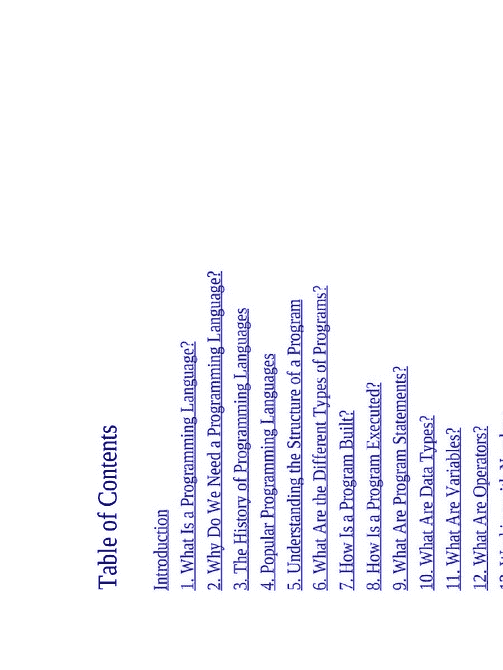 Table of Contents
Introduction
1. What Is a Programming Language?
2. Why Do We Need a Programming Language?
3. The History of Programming Languages
4. Popular Programming Languages
5. Understanding the Structure of a Program
6. What Are the Different Types of Programs?
7. How Is a Program Built?
8. How Is a Program Executed?
9. What Are Program Statements?
10. What Are Data Types?
11. What Are Variables?
12. What Are Operators?